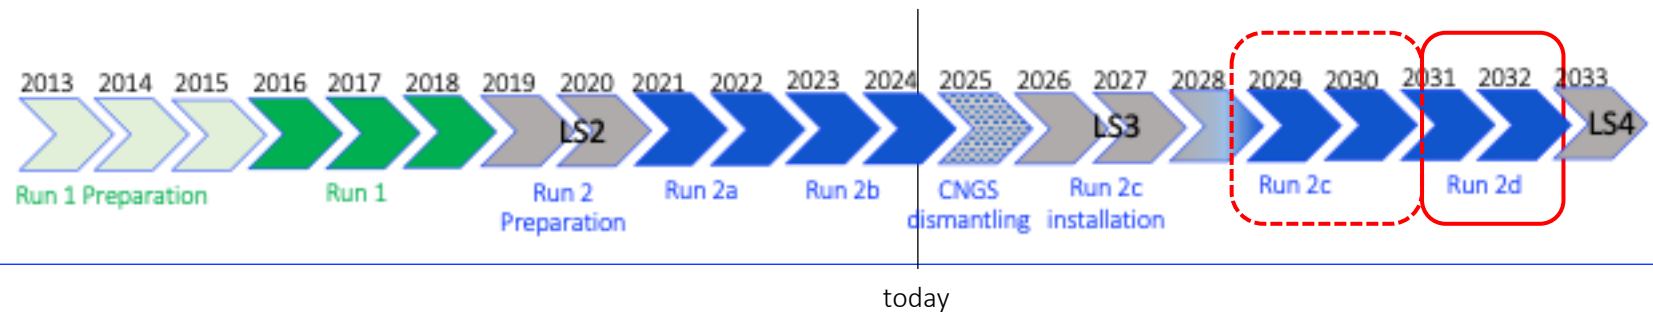 2013 2014 2015 2016 2017 2018 2019 2020 2021 2022 2023 2024 2025 2026 2027 2028 2029 2030 2031 2032 2033
LS2 LS3 LS4
Run 1 Preparation Run 1 Run 2 Run 2a Run 2b CNGS Run 2c Run 2c Run 2d
Preparation dismantling installation
today